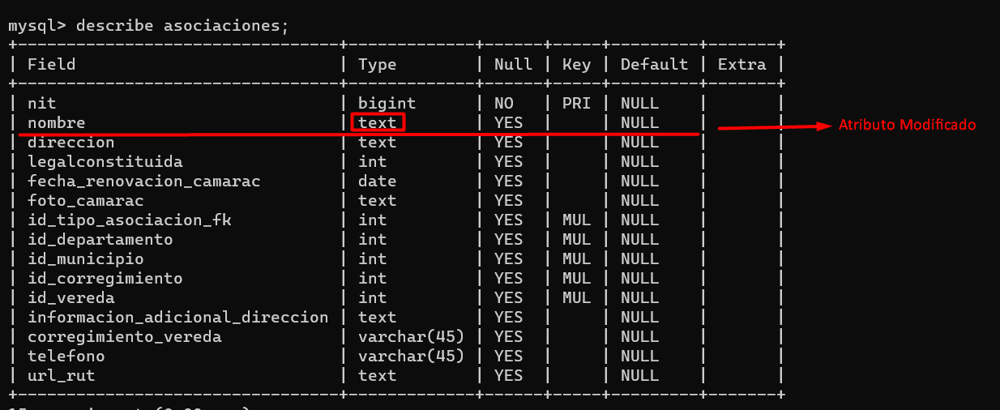 mysql> describe asociaciones;
+----------------------------------+-------------+------+-----+---------+-------+
| Field                            | Type        | Null | Key | Default | Extra |
+----------------------------------+-------------+------+-----+---------+-------+
| nit                              | bigint      | NO   | PRI | NULL    |       |
| nombre                           | text        | YES  |     | NULL    |       | Atributo Modificado
| direccion                        | text        | YES  |     | NULL    |       |
| legalconstituida                 | int         | YES  |     | NULL    |       |
| fecha_renovacion_camarac         | date        | YES  |     | NULL    |       |
| foto_camarac                     | text        | YES  |     | NULL    |       |
| id_tipo_asociacion_fk            | int         | YES  | MUL | NULL    |       |
| id_departamento                  | int         | YES  | MUL | NULL    |       |
| id_municipio                     | int         | YES  | MUL | NULL    |       |
| id_corregimiento                 | int         | YES  | MUL | NULL    |       |
| id_vereda                        | int         | YES  | MUL | NULL    |       |
| informacion_adicional_direccion  | text        | YES  |     | NULL    |       |
| corregimiento_vereda             | varchar(45) | YES  |     | NULL    |       |
| telefono                         | varchar(45) | YES  |     | NULL    |       |
| url_rut                          | text        | YES  |     | NULL    |       |
+----------------------------------+-------------+------+-----+---------+-------+